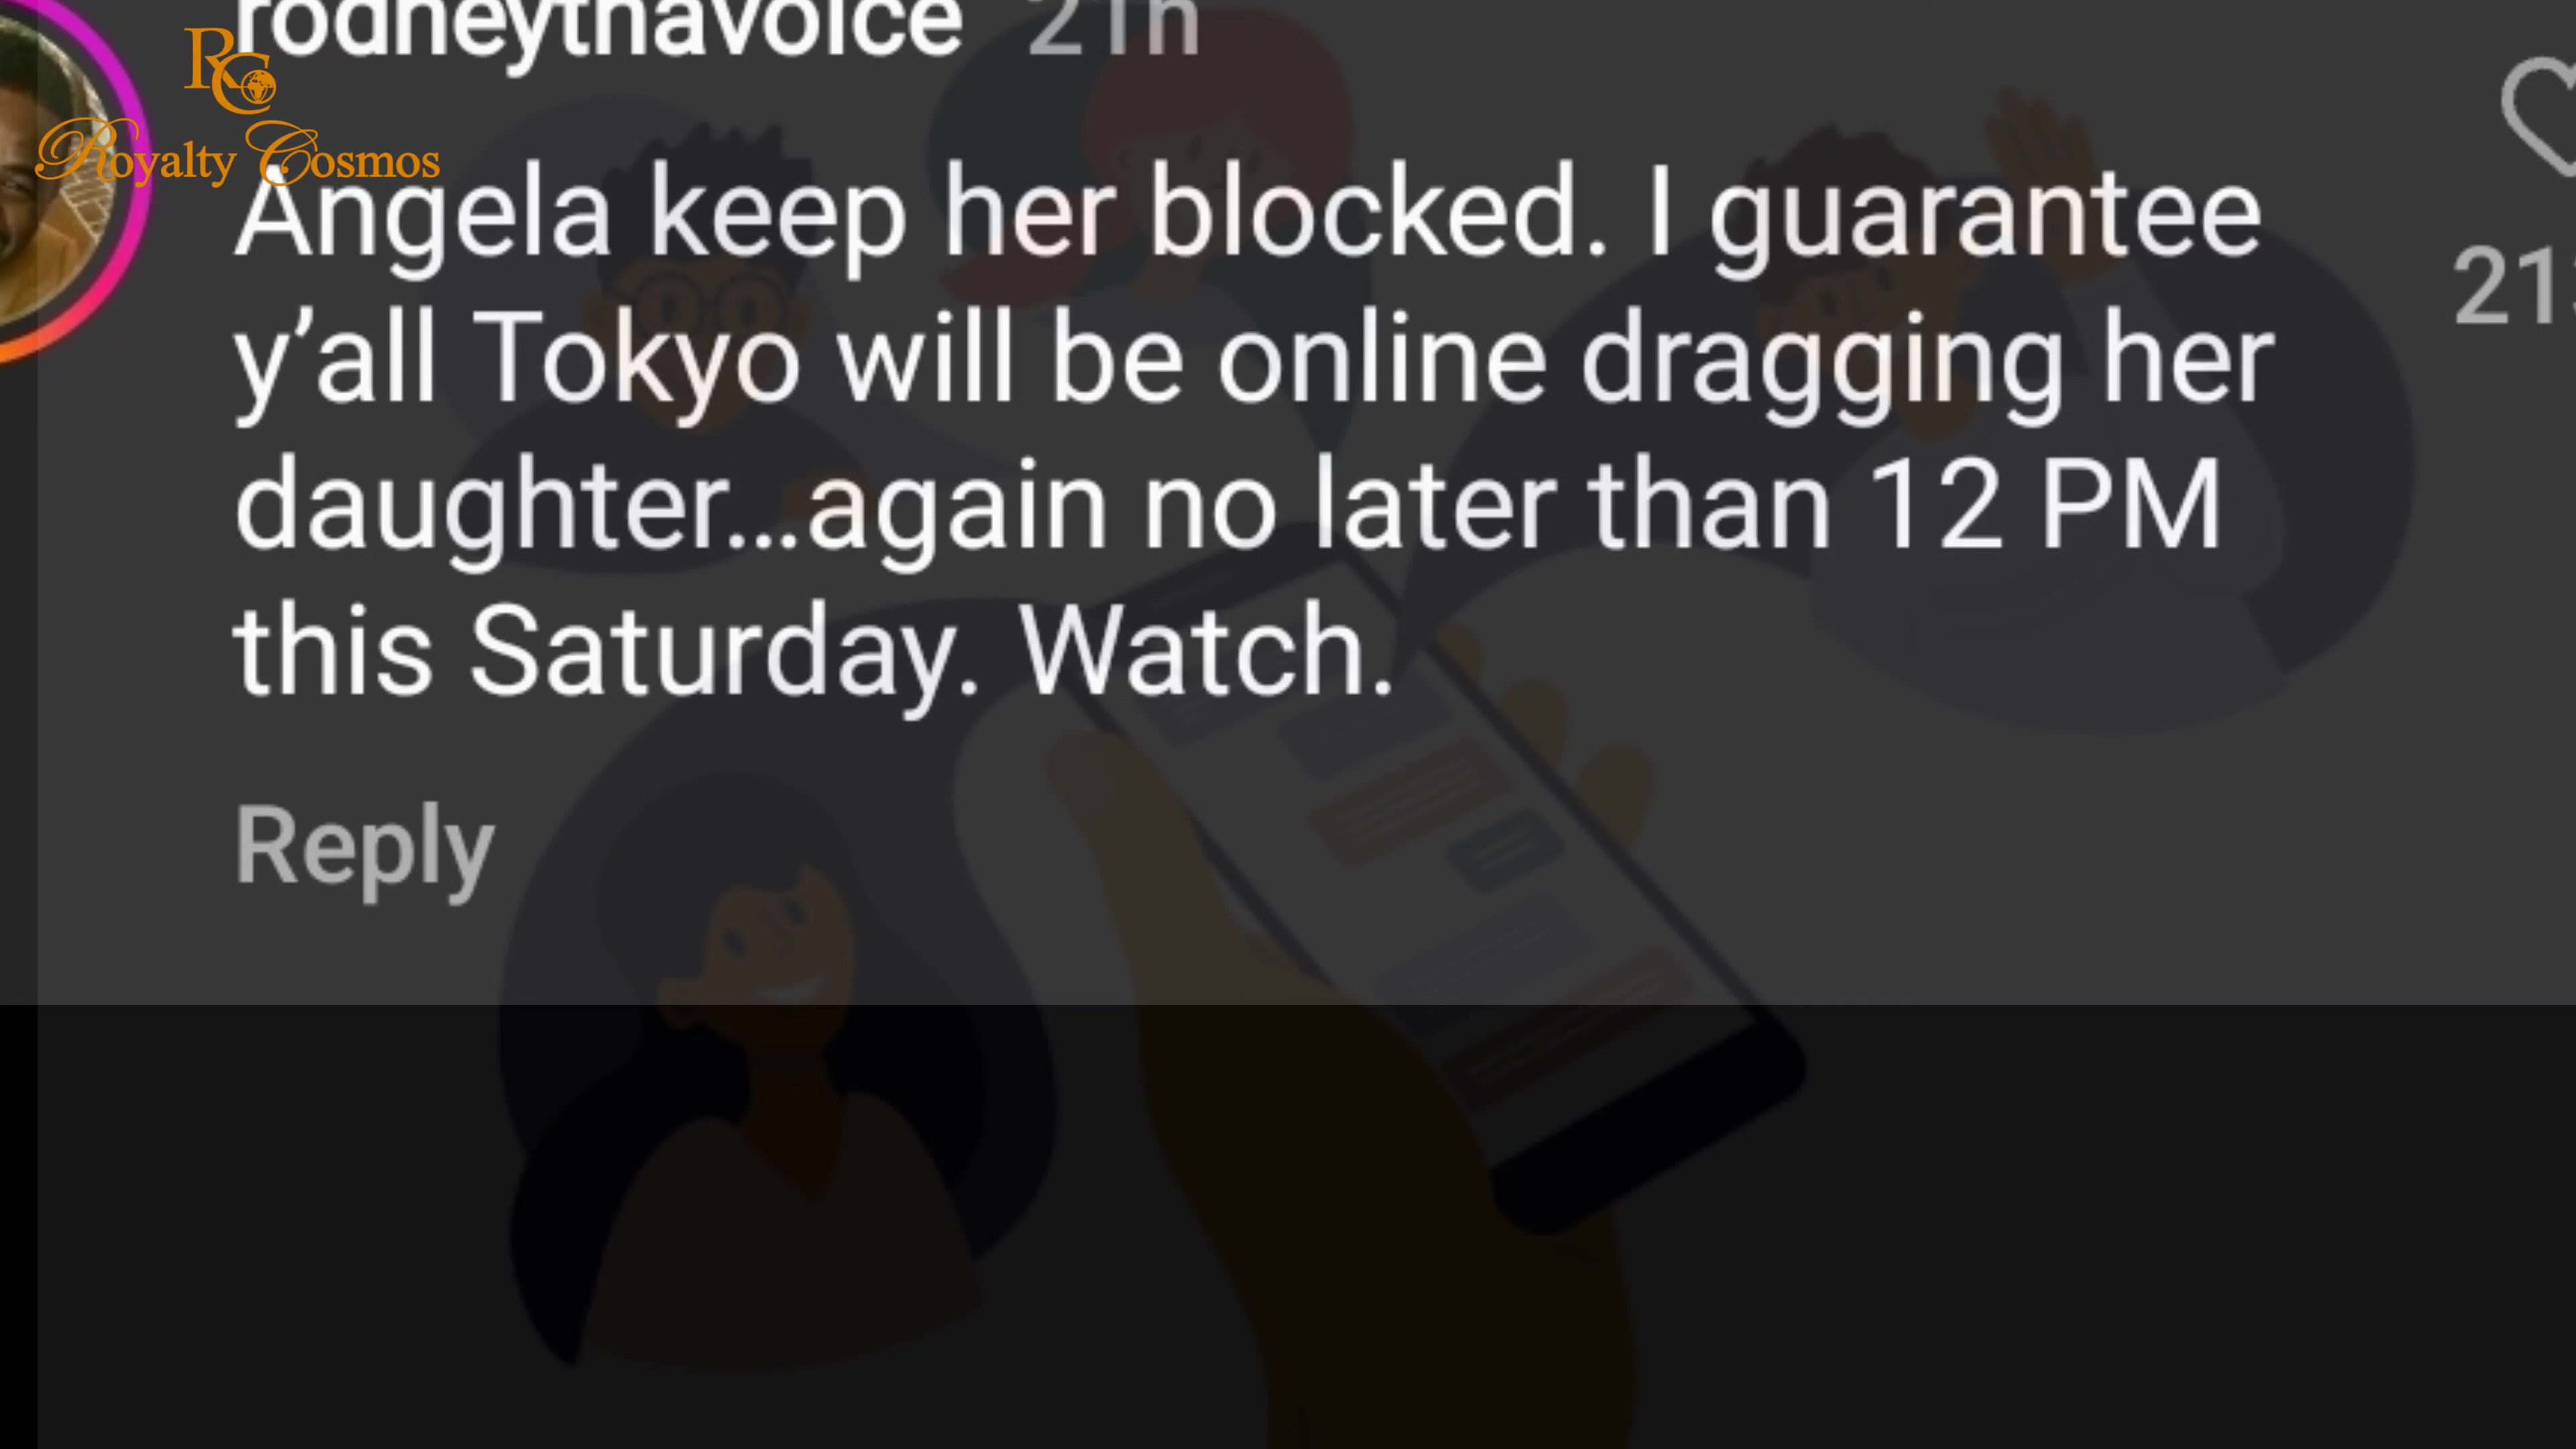 rodneythavoice 21h
RC
Royalty Cosmos
Angela keep her blocked. I guarantee
y’all Tokyo will be online dragging her
daughter...again no later than 12 PM
this Saturday. Watch.
Reply